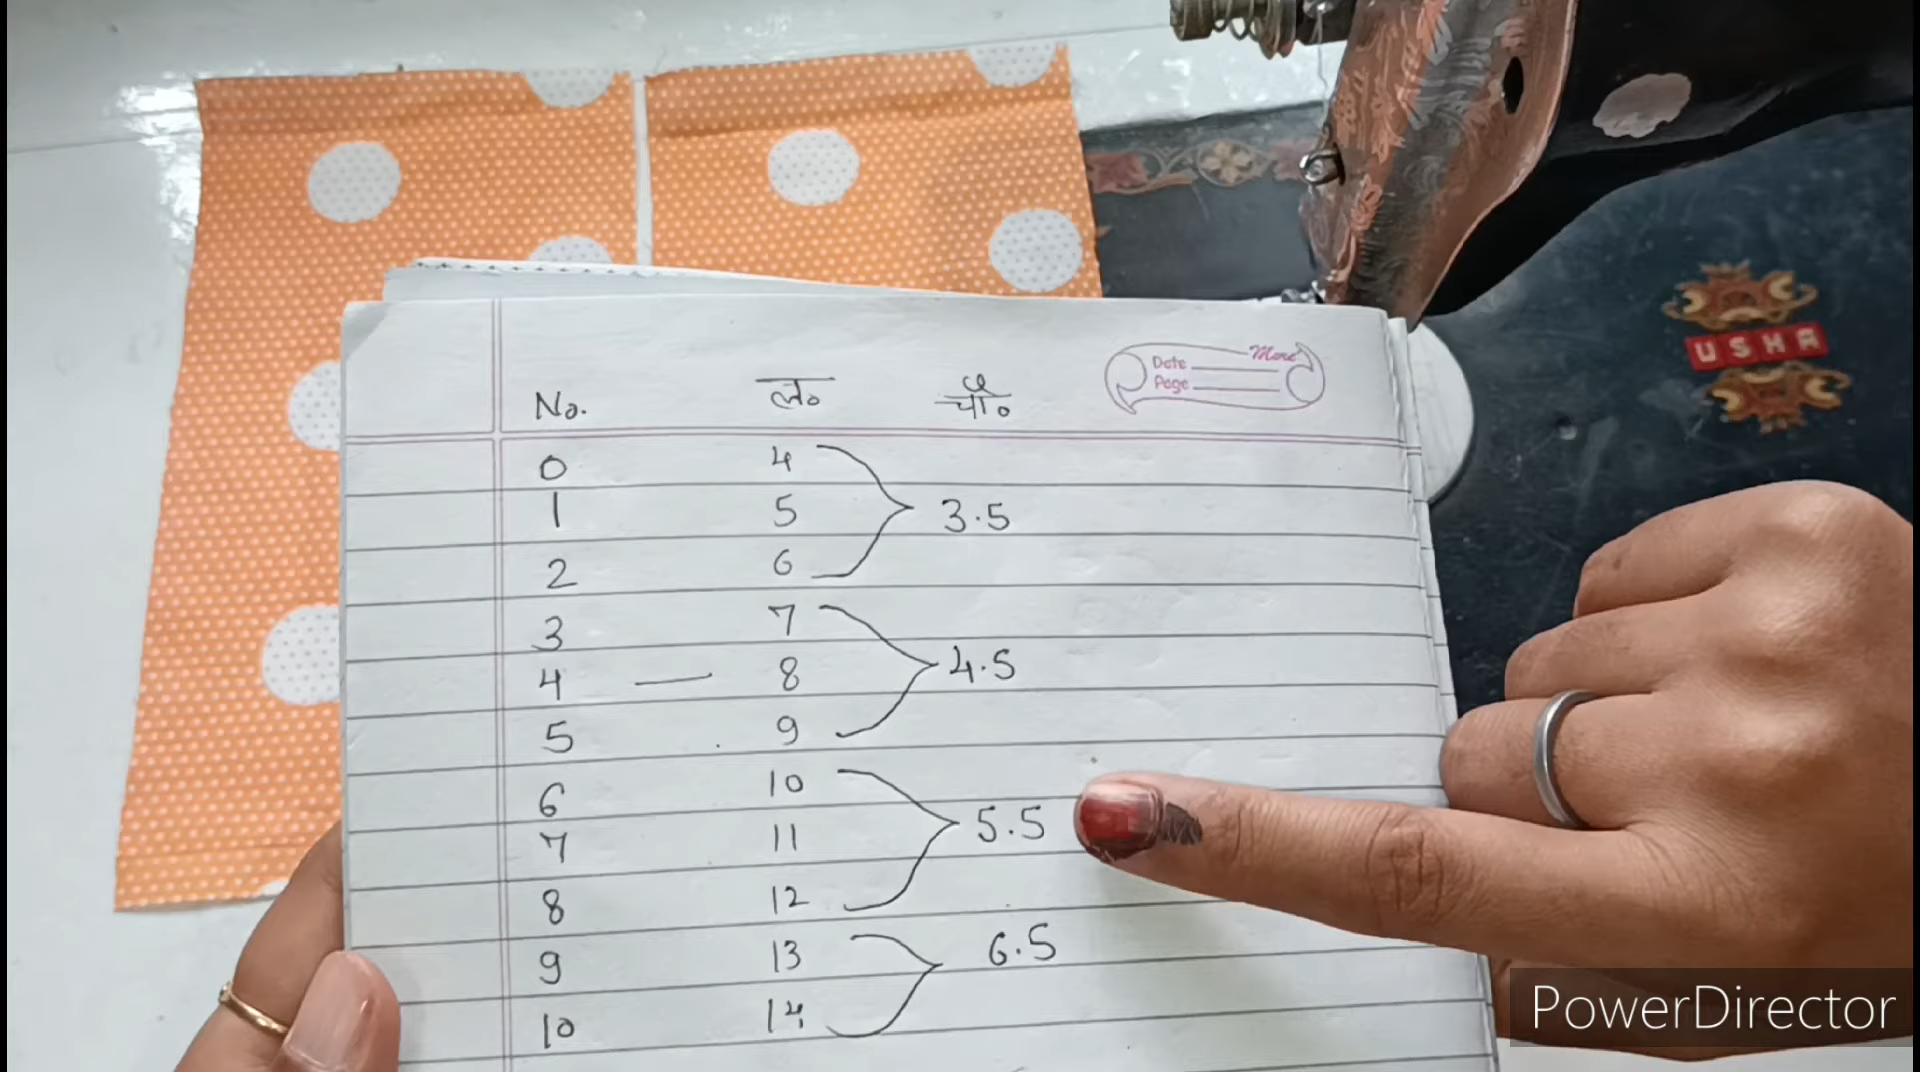 Date More
Page
No. लं० चौ०
0 4
1 5 3.5
2 6
3 7
4 — 8 4.5
5 9
6 10
7 11 5.5
8 12
9 13 6.5
10 14
USHA
PowerDirector